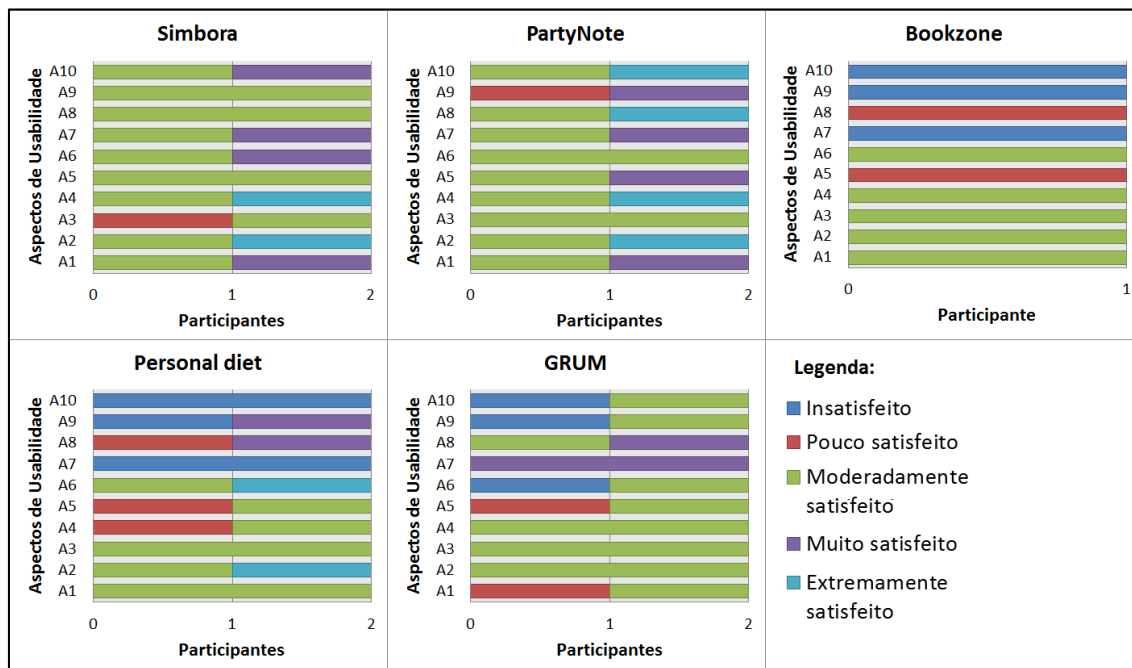 Simbora
Aspectos de Usabilidade
A10
A9
A8
A7
A6
A5
A4
A3
A2
A1
0 1 2
Participantes
PartyNote
Aspectos de Usabilidade
A10
A9
A8
A7
A6
A5
A4
A3
A2
A1
0 1 2
Participantes
Bookzone
Aspectos de Usabilidade
A10
A9
A8
A7
A6
A5
A4
A3
A2
A1
0 1
Participante
Personal diet
Aspectos de Usabilidade
A10
A9
A8
A7
A6
A5
A4
A3
A2
A1
0 1 2
Participantes
GRUM
Aspectos de Usabilidade
A10
A9
A8
A7
A6
A5
A4
A3
A2
A1
0 1 2
Participantes
Legenda:
Insatisfeito
Pouco satisfeito
Moderadamente
satisfeito
Muito satisfeito
Extremamente
satisfeito